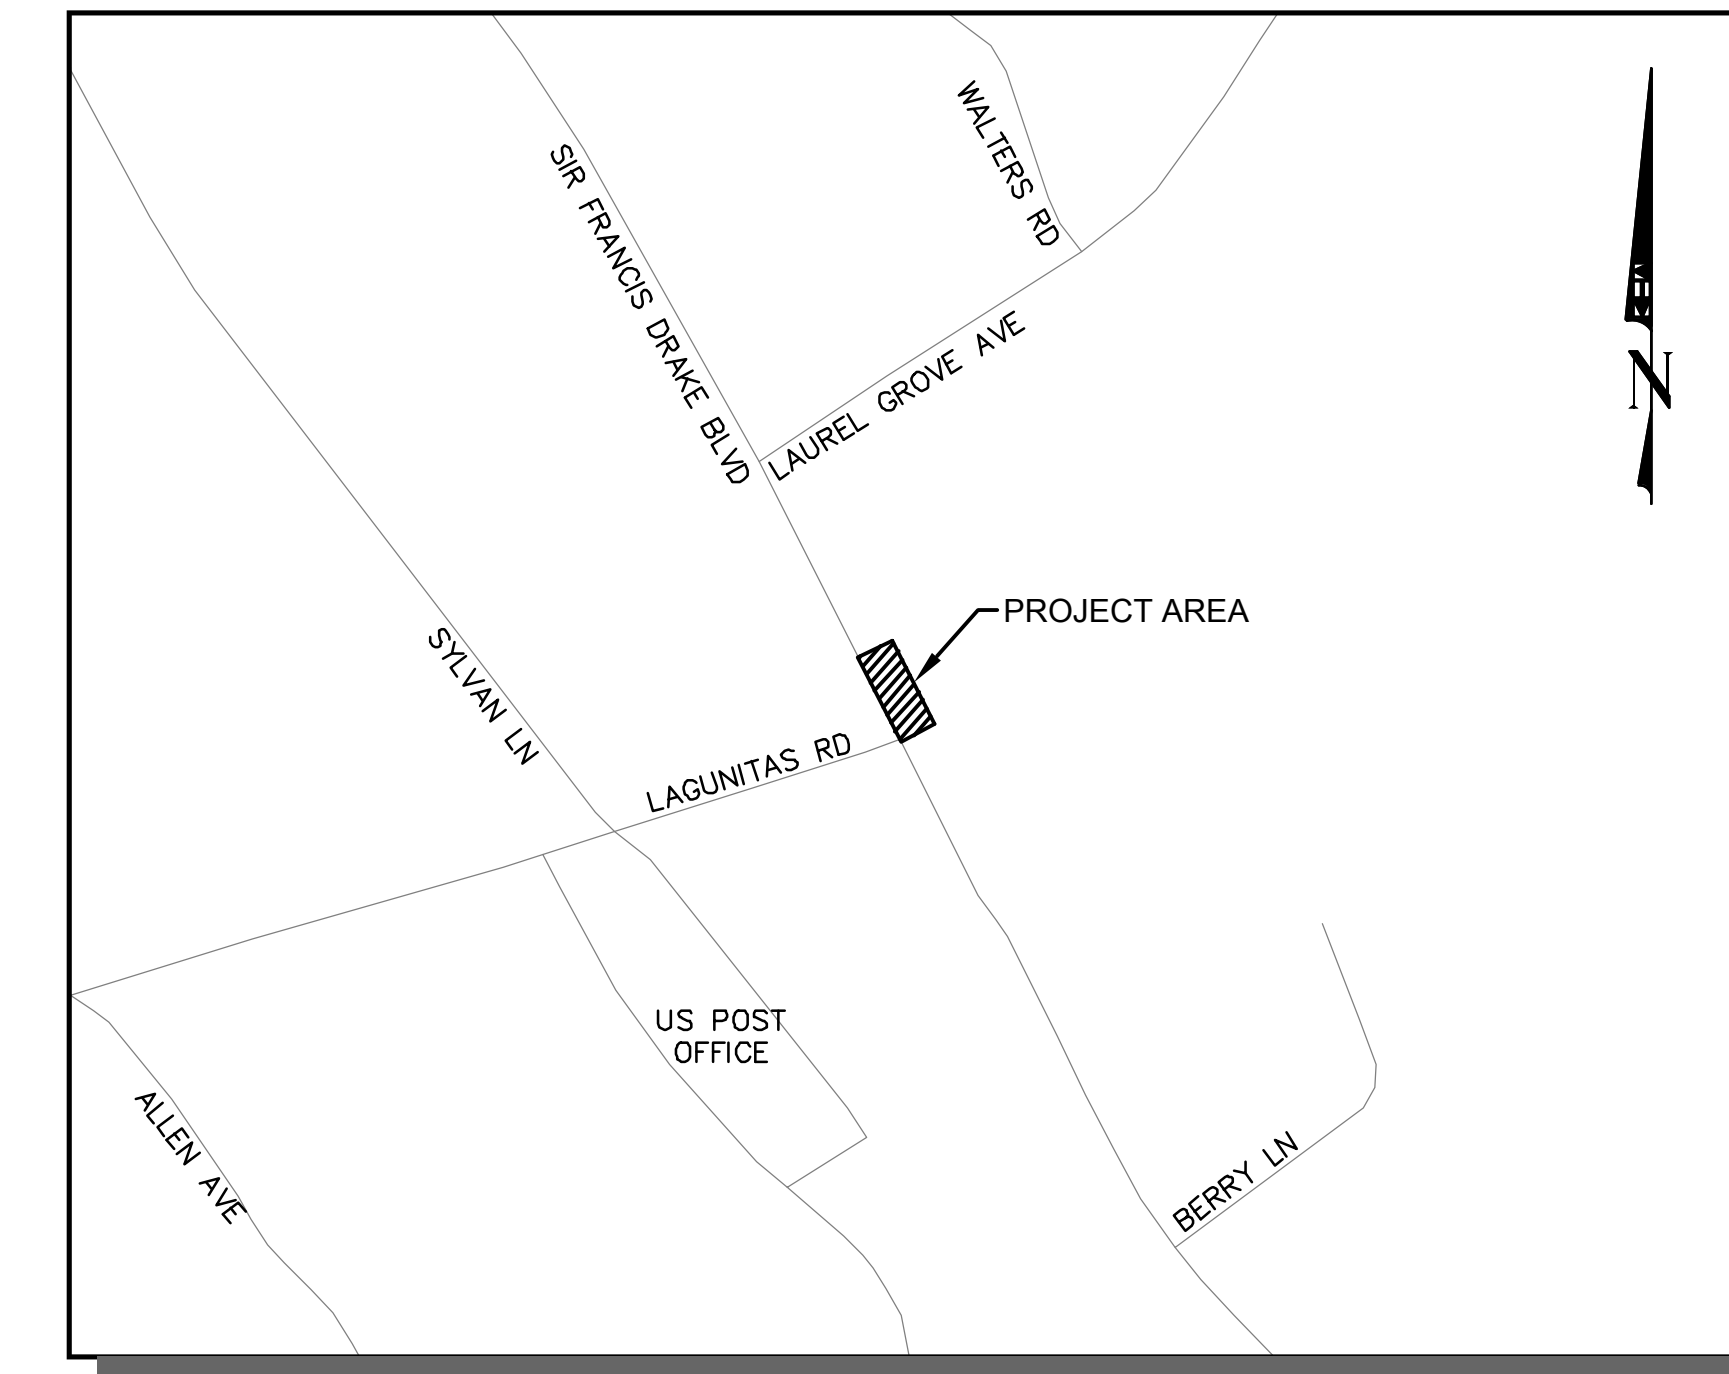 WALTERS RD
SIR FRANCIS DRAKE BLVD
LAUREL GROVE AVE
N
PROJECT AREA
SYLVAN LN
LAGUNITAS RD
US POST
OFFICE
ALLEN AVE
BERRY LN